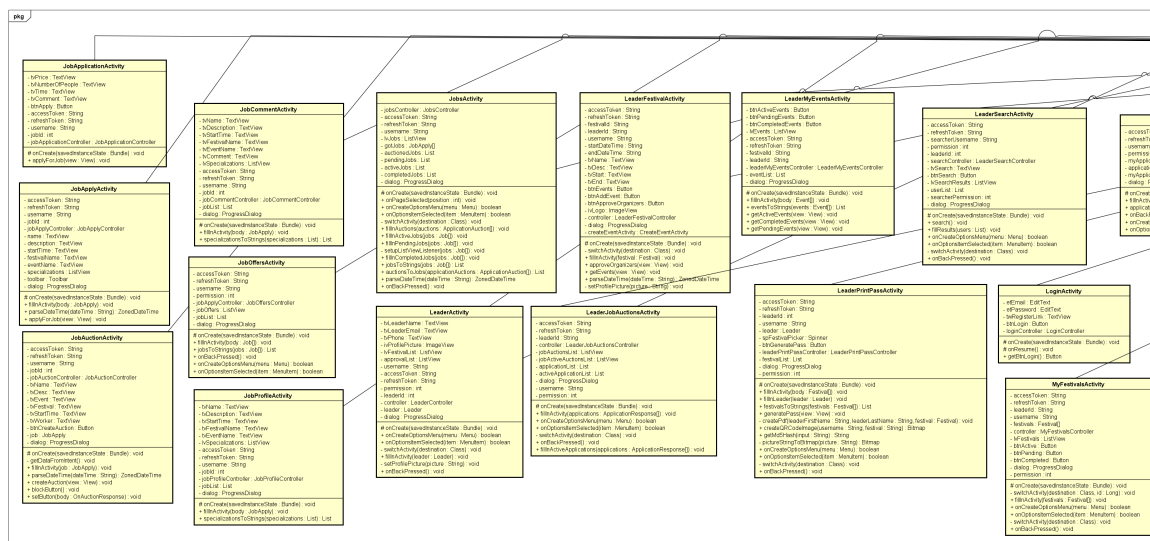 pkg
JobApplicationActivity
- tvPrice : TextView
- tvNumberOfPeople : TextView
- tvTime : TextView
- tvComment : TextView
- btnApply : Button
- accessToken : String
- refreshToken : String
- username : String
- jobId : int
- jobApplicationController : JobApplicationController
# onCreate(savedInstanceState : Bundle) : void
+ applyForJob(view : View) : void
JobApplyActivity
- accessToken : String
- refreshToken : String
- username : String
- jobId : int
- jobApplyController : JobApplyController
- name : TextView
- description : TextView
- startTime : TextView
- festivalName : TextView
- eventName : TextView
- specializations : ListView
- toolbar : Toolbar
- dialog : ProgressDialog
# onCreate(savedInstanceState : Bundle) : void
+ fillInActivity(body : JobApply) : void
+ parseDateTime(dateTime : String) : ZonedDateTime
+ applyForJob(view : View) : void
JobAuctionActivity
- accessToken : String
- refreshToken : String
- username : String
- jobId : int
- jobAuctionController : JobAuctionController
- tvName : TextView
- tvDesc : TextView
- tvEvent : TextView
- tvFestival : TextView
- tvStartTime : TextView
- tvWorker : TextView
- btnCreateAuction : Button
- job : JobApply
- dialog : ProgressDialog
# onCreate(savedInstanceState : Bundle) : void
- getDataFromIntent() : void
+ fillInActivity(job : JobApply) : void
+ parseDateTime(dateTime : String) : ZonedDateTime
+ createAuction(view : View) : void
+ blockButton() : void
+ setButton(body : OnAuctionResponse) : void
JobCommentActivity
- tvName : TextView
- tvDescription : TextView
- tvStartTime : TextView
- tvFestivalName : TextView
- tvEventName : TextView
- tvComment : TextView
- tvSpecializations : ListView
- accessToken : String
- refreshToken : String
- username : String
- jobId : int
- jobCommentController : JobCommentController
- jobList : List
- dialog : ProgressDialog
# onCreate(savedInstanceState : Bundle) : void
+ fillInActivity(body : JobApply) : void
+ specializationsToStrings(specializations : List) : List
JobOffersActivity
- accessToken : String
- refreshToken : String
- username : String
- permission : int
- jobApplyController : JobOffersController
- jobOffers : ListView
- jobList : List
- dialog : ProgressDialog
# onCreate(savedInstanceState : Bundle) : void
+ fillInActivity(body : Job[]) : void
+ jobsToStrings(jobs : Job[]) : List
+ onBackPressed() : void
+ onCreateOptionsMenu(menu : Menu) : boolean
+ onOptionsItemSelected(item : MenuItem) : boolean
JobProfileActivity
- tvName : TextView
- tvDescription : TextView
- tvStartTime : TextView
- tvFestivalName : TextView
- tvEventName : TextView
- tvSpecializations : ListView
- accessToken : String
- refreshToken : String
- username : String
- jobId : int
- jobProfileController : JobProfileController
- jobList : List
- dialog : ProgressDialog
# onCreate(savedInstanceState : Bundle) : void
+ fillInActivity(body : JobApply) : void
+ specializationsToStrings(specializations : List) : List
JobsActivity
- jobsController : JobsController
- accessToken : String
- refreshToken : String
- username : String
- tvJobs : ListView
- gotJobs : JobApply[]
- auctionedJobs : List
- pendingJobs : List
- activeJobs : List
- completedJobs : List
- dialog : ProgressDialog
# onCreate(savedInstanceState : Bundle) : void
- onPageSelected(position : int) : void
+ onCreateOptionsMenu(menu : Menu) : boolean
+ onOptionsItemSelected(item : MenuItem) : boolean
- switchActivity(destination : Class) : void
+ fillInAuctions(auctions : ApplicationAuction[]) : void
+ fillInActiveJobs(jobs : Job[]) : void
+ fillInPendingJobs(jobs : Job[]) : void
- setupListViewListener(jobs : Job[]) : void
+ fillInCompletedJobs(jobs : Job[]) : void
+ jobsToStrings(jobs : Job[]) : List
+ auctionsToJobs(applicationAuctions : ApplicationAuction[]) : List
+ parseDateTime(dateTime : String) : ZonedDateTime
+ onBackPressed() : void
LeaderActivity
- tvLeaderName : TextView
- tvLeaderEmail : TextView
- tvPhone : TextView
- ivProfilePicture : ImageView
- lvFestivalList : ListView
- approvalList : ListView
- username : String
- accessToken : String
- refreshToken : String
- permission : int
- leaderId : int
- controller : LeaderController
- leader : Leader
- dialog : ProgressDialog
# onCreate(savedInstanceState : Bundle) : void
+ onCreateOptionsMenu(menu : Menu) : boolean
+ onOptionsItemSelected(item : MenuItem) : boolean
- switchActivity(destination : Class) : void
+ fillInActivity(leader : Leader) : void
- setProfilePicture(picture : String) : void
+ onBackPressed() : void
LeaderFestivalActivity
- accessToken : String
- refreshToken : String
- festivalId : int
- leaderId : int
- username : String
- startDateTime : String
- endDateTime : String
- tvName : TextView
- tvDesc : TextView
- tvStart : TextView
- tvEnd : TextView
- btnEvents : Button
- btnAddEvent : Button
- btnApproveOrganizers : Button
- ivLogo : ImageView
- controller : LeaderFestivalController
- dialog : ProgressDialog
- createEventActivity : CreateEventActivity
# onCreate(savedInstanceState : Bundle) : void
- switchActivity(destination : Class) : void
+ fillInActivity(festival : Festival) : void
+ approveOrganizers(view : View) : void
+ getEvents(view : View) : void
+ parseDateTime(dateTime : String) : ZonedDateTime
- setProfilePicture(picture : String) : void
LeaderJobAuctionsActivity
- accessToken : String
- refreshToken : String
- leaderId : String
- controller : LeaderJobAuctionsController
- jobAuctionsList : ListView
- jobActiveAuctionsList : ListView
- applicationList : List
- activeApplicationList : List
- dialog : ProgressDialog
- username : String
- permission : int
# onCreate(savedInstanceState : Bundle) : void
+ fillInActivity(applications : ApplicationResponse[]) : void
+ onCreateOptionsMenu(menu : Menu) : boolean
+ onOptionsItemSelected(item : MenuItem) : boolean
- switchActivity(destination : Class) : void
+ onBackPressed() : void
+ fillInActiveApplications(applications : ApplicationResponse[]) : void
LeaderMyEventsActivity
- btnActiveEvents : Button
- btnPendingEvents : Button
- btnCompletedEvents : Button
- lvEvents : ListView
- accessToken : String
- refreshToken : String
- festivalId : int
- leaderId : String
- leaderMyEventsController : LeaderMyEventsController
- eventList : List
- dialog : ProgressDialog
# onCreate(savedInstanceState : Bundle) : void
+ fillInActivity(body : Event[]) : void
+ eventsToStrings(events : Event[]) : List
+ getActiveEvents(view : View) : void
+ getCompletedEvents(view : View) : void
+ getPendingEvents(view : View) : void
LeaderSearchActivity
- accessToken : String
- refreshToken : String
- searcherUsername : String
- permission : int
- leaderId : int
- searchController : LeaderSearchController
- tvSearch : TextView
- btnSearch : Button
- lvSearchResults : ListView
- userList : List
- searcherPermission : int
- dialog : ProgressDialog
# onCreate(savedInstanceState : Bundle) : void
- search() : void
+ fillResults(users : List) : void
+ onCreateOptionsMenu(menu : Menu) : boolean
+ onOptionsItemSelected(item : MenuItem) : boolean
- switchActivity(destination : Class) : void
+ onBackPressed() : void
LeaderPrintPassActivity
- accessToken : String
- refreshToken : String
- leaderId : int
- username : String
- leader : Leader
- spFestivalPicker : Spinner
- btnGeneratePass : Button
- leaderPrintPassController : LeaderPrintPassController
- festivalList : List
- dialog : ProgressDialog
- permission : int
# onCreate(savedInstanceState : Bundle) : void
+ fillInActivity(body : Festival[]) : void
+ fillInLeader(leader : Leader) : void
+ festivalsToStrings(festivals : Festival[]) : List
+ generatePass(view : View) : void
+ createPdf(leaderFirstName : String, leaderLastName : String, festival : Festival) : void
+ createQRCodeImage(username : String, festival : String) : Bitmap
+ getMd5Hash(input : String) : String
- pictureStringToBitmap(picture : String) : Bitmap
+ onCreateOptionsMenu(menu : Menu) : boolean
+ onOptionsItemSelected(item : MenuItem) : boolean
- switchActivity(destination : Class) : void
+ onBackPressed() : void
LoginActivity
- etEmail : EditText
- etPassword : EditText
- twRegisterLink : TextView
- btnLogin : Button
- loginController : LoginController
# onCreate(savedInstanceState : Bundle) : void
# onResume() : void
+ getBtnLogin() : Button
MyFestivalsActivity
- accessToken : String
- refreshToken : String
- leaderId : String
- username : String
- festivals : Festival[]
- controller : MyFestivalsController
- lvFestivals : ListView
- btnActive : Button
- btnPending : Button
- btnCompleted : Button
- dialog : ProgressDialog
- permission : int
# onCreate(savedInstanceState : Bundle) : void
- switchActivity(destination : Class, id : Long) : void
+ fillInActivity(festivals : Festival[]) : void
+ onCreateOptionsMenu(menu : Menu) : boolean
+ onOptionsItemSelected(item : MenuItem) : boolean
- switchActivity(destination : Class) : void
+ onBackPressed() : void